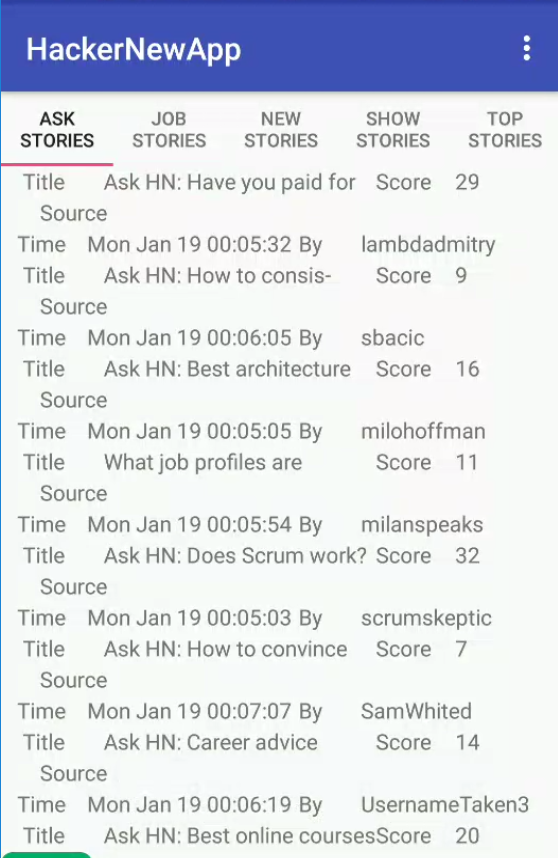 HackerNewApp
ASK STORIES JOB STORIES NEW STORIES SHOW STORIES TOP STORIES
Title Ask HN: Have you paid for Score 29
Source
Time Mon Jan 19 00:05:32 By lambdadmitry
Title Ask HN: How to consis- Score 9
Source
Time Mon Jan 19 00:06:05 By sbacic
Title Ask HN: Best architecture Score 16
Source
Time Mon Jan 19 00:05:05 By milohoffman
Title What job profiles are Score 11
Source
Time Mon Jan 19 00:05:54 By milanspeaks
Title Ask HN: Does Scrum work? Score 32
Source
Time Mon Jan 19 00:05:03 By scrumskeptic
Title Ask HN: How to convince Score 7
Source
Time Mon Jan 19 00:07:07 By SamWhited
Title Ask HN: Career advice Score 14
Source
Time Mon Jan 19 00:06:19 By UsernameTaken3
Title Ask HN: Best online courses Score 20